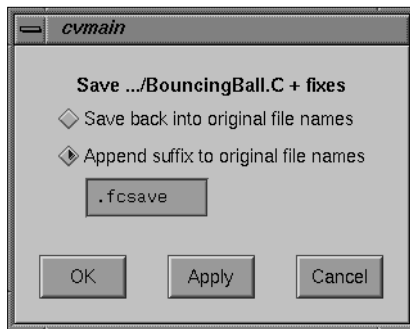 cvmain
Save .../BouncingBall.C + fixes
Save back into original file names
Append suffix to original file names
.fcsave
OK Apply Cancel